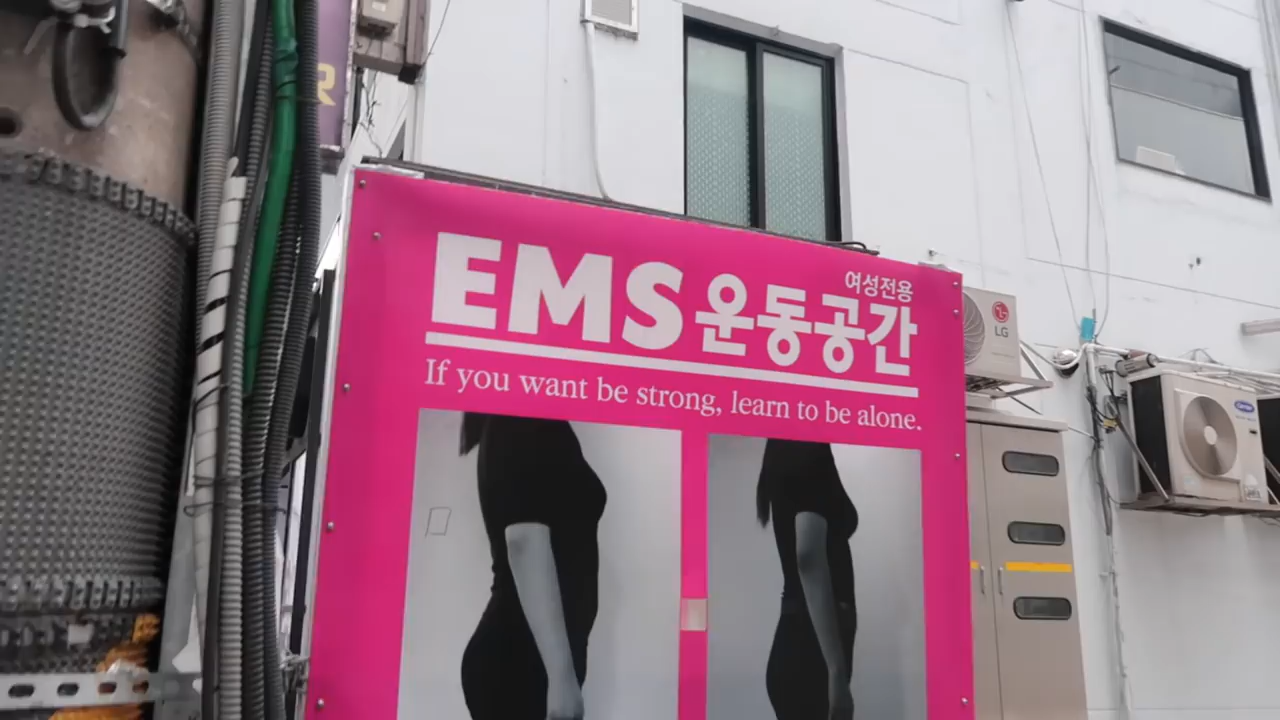 R
여성전용
EMS 운동공간
If you want be strong, learn to be alone.
LG